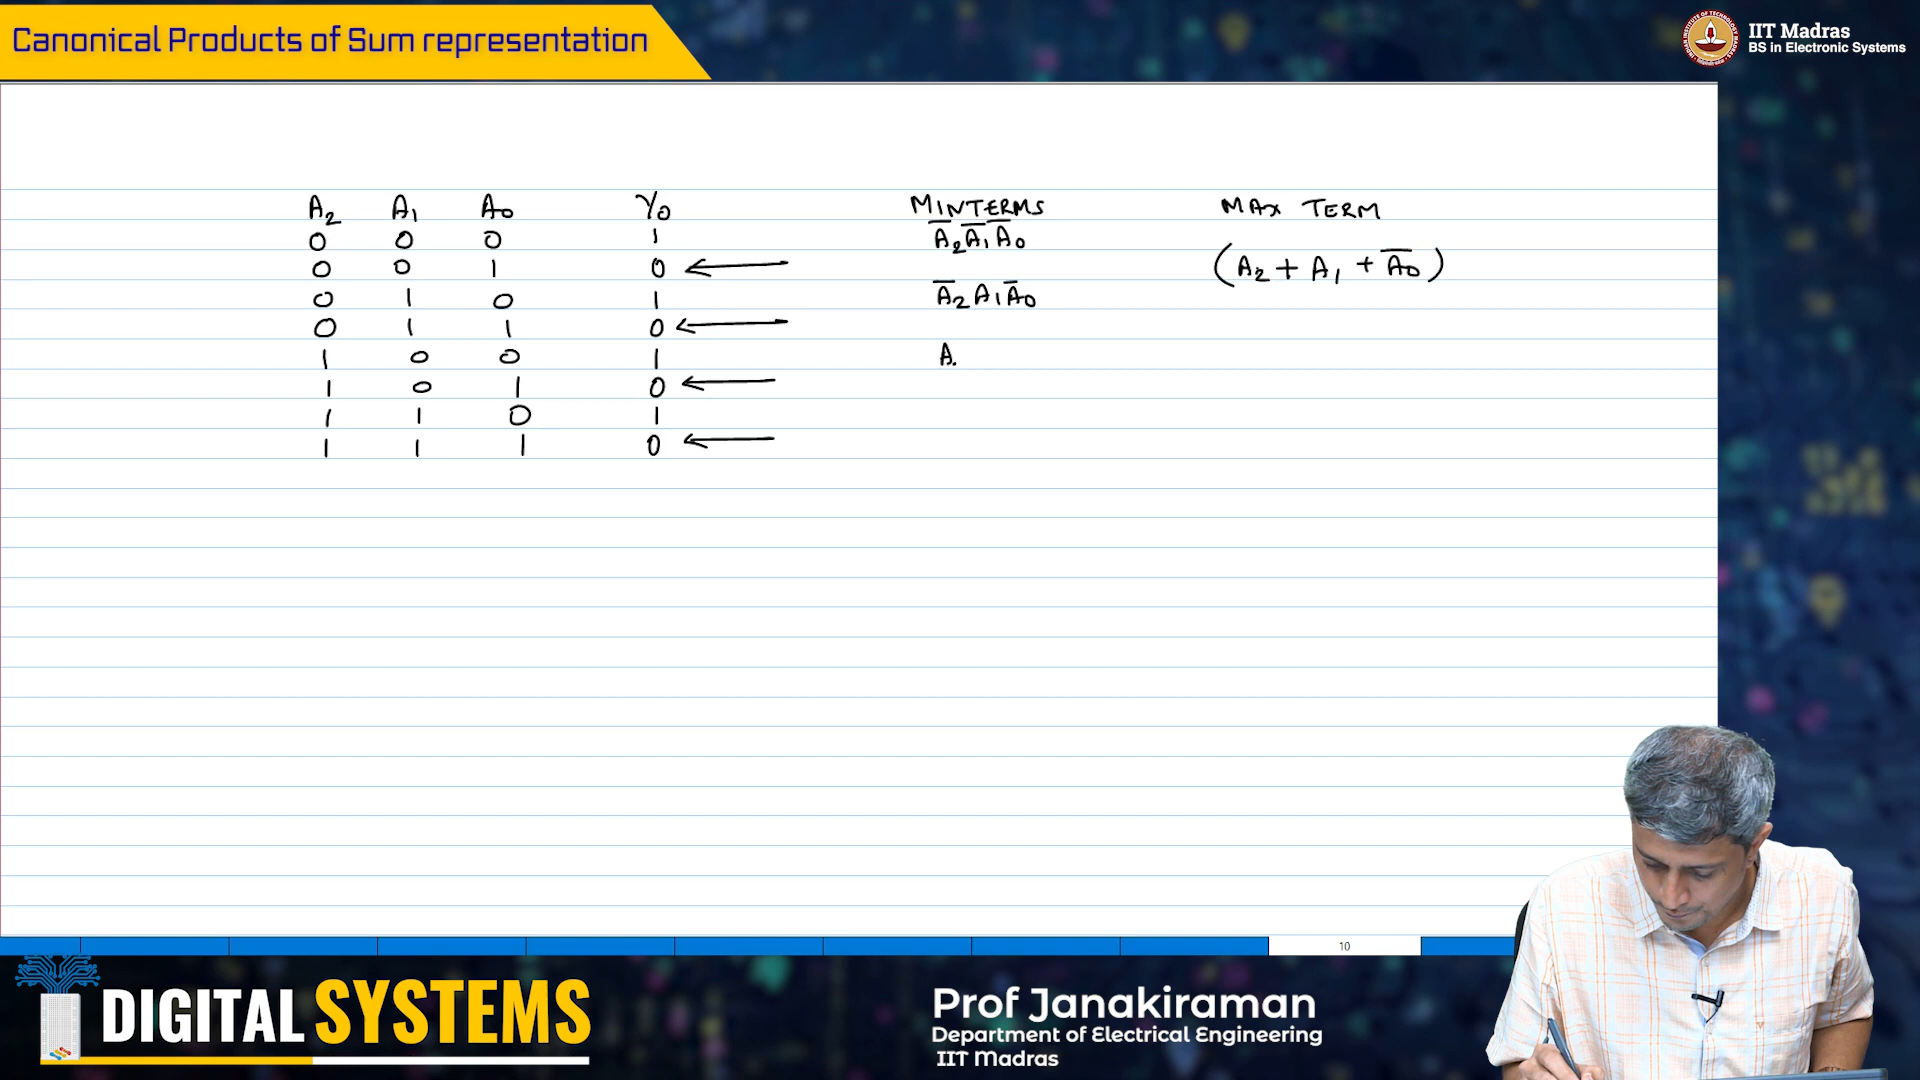 Canonical Products of Sum representation
IIT Madras
BS in Electronic Systems
A₂ A₁ A₀ Y₀ MINTERMS MAX TERM
0 0 0 1 A̅₂A̅₁A̅₀
0 0 1 0 ← (A₂ + A₁ + A̅₀)
0 1 0 1 A̅₂A₁A̅₀
0 1 1 0 ←
1 0 0 1 A.
1 0 1 0 ←
1 1 0 1
1 1 1 0 ←
10
DIGITAL SYSTEMS
Prof Janakiraman
Department of Electrical Engineering
IIT Madras